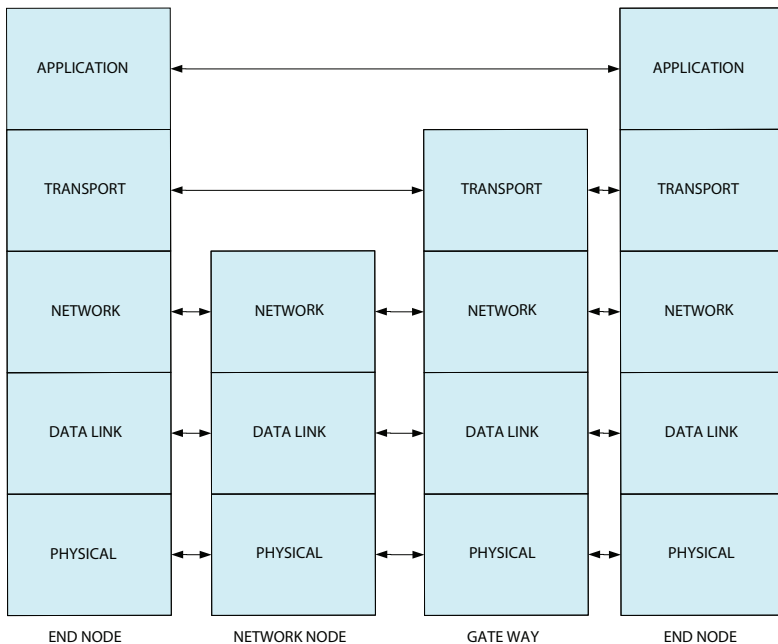 APPLICATION
APPLICATION
TRANSPORT
TRANSPORT
TRANSPORT
NETWORK
NETWORK
NETWORK
NETWORK
DATA LINK
DATA LINK
DATA LINK
DATA LINK
PHYSICAL
PHYSICAL
PHYSICAL
PHYSICAL
END NODE
NETWORK NODE
GATE WAY
END NODE